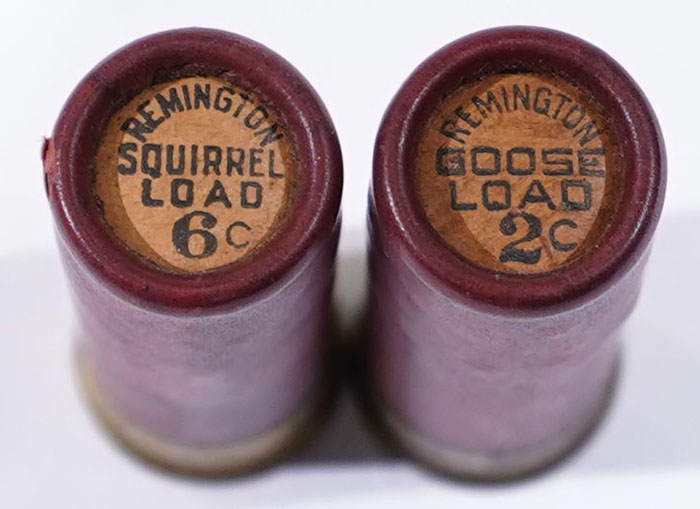 REMINGTON
SQUIRREL
LOAD
6C
REMINGTON
GOOSE
LOAD
2C